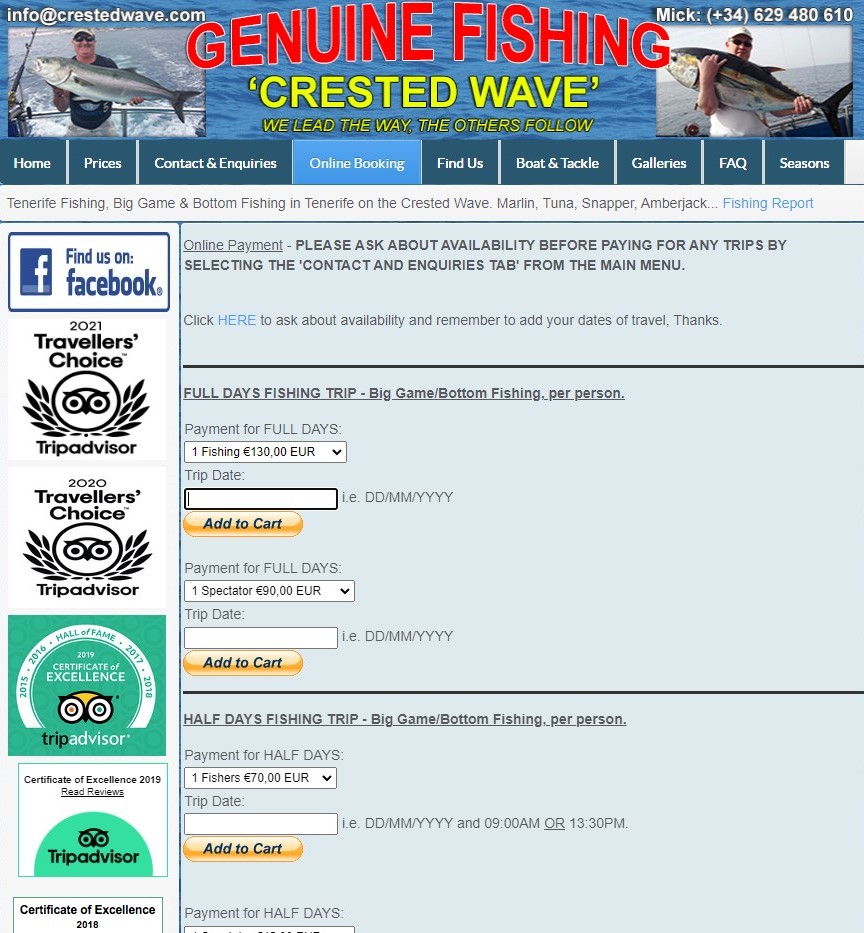 info@crestedwave.com
Mick: (+34) 629 480 610
GENUINE FISHING
‘CRESTED WAVE’
WE LEAD THE WAY, THE OTHERS FOLLOW
Home
Prices
Contact & Enquiries
Online Booking
Find Us
Boat & Tackle
Galleries
FAQ
Seasons
Tenerife Fishing, Big Game & Bottom Fishing in Tenerife on the Crested Wave. Marlin, Tuna, Snapper, Amberjack... Fishing Report
Find us on:
facebook®
2021
Travellers’
Choice™
Tripadvisor
2020
Travellers’
Choice™
Tripadvisor
2015 • 2016 • HALL of FAME • 2017 • 2018
2019
CERTIFICATE of
EXCELLENCE
tripadvisor®
Certificate of Excellence 2019
Read Reviews
Tripadvisor
Certificate of Excellence
2018
Online Payment - PLEASE ASK ABOUT AVAILABILITY BEFORE PAYING FOR ANY TRIPS BY
SELECTING THE 'CONTACT AND ENQUIRIES TAB' FROM THE MAIN MENU.
Click HERE to ask about availability and remember to add your dates of travel, Thanks.
FULL DAYS FISHING TRIP - Big Game/Bottom Fishing, per person.
Payment for FULL DAYS:
1 Fishing €130,00 EUR
Trip Date:
i.e. DD/MM/YYYY
Add to Cart
Payment for FULL DAYS:
1 Spectator €90,00 EUR
Trip Date:
i.e. DD/MM/YYYY
Add to Cart
HALF DAYS FISHING TRIP - Big Game/Bottom Fishing, per person.
Payment for HALF DAYS:
1 Fishers €70,00 EUR
Trip Date:
i.e. DD/MM/YYYY and 09:00AM OR 13:30PM.
Add to Cart
Payment for HALF DAYS: